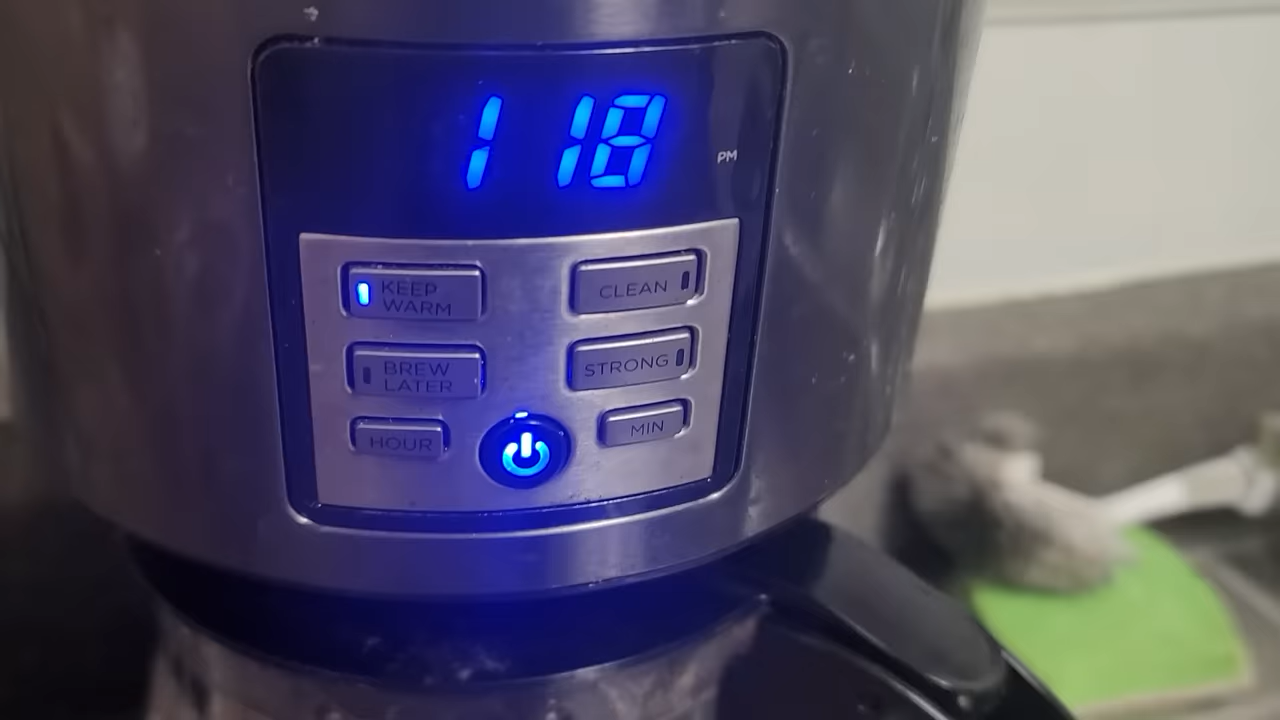 1 18
PM
KEEP
WARM
CLEAN
BREW
LATER
STRONG
HOUR
MIN